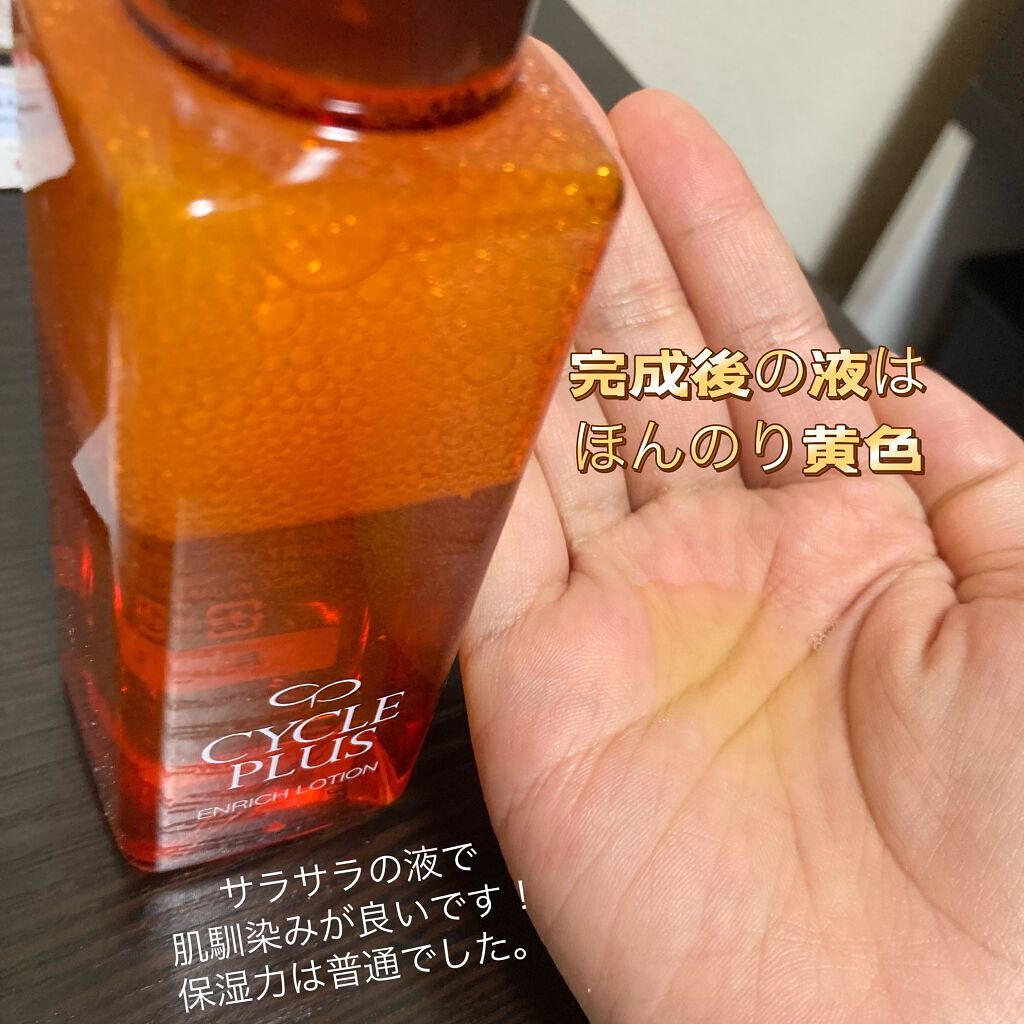 完成後の液は
ほんのり黄色
CP
CYCLE
PLUS
ENRICH LOTION
サラサラの液で
肌馴染みが良いです!
保湿力は普通でした。